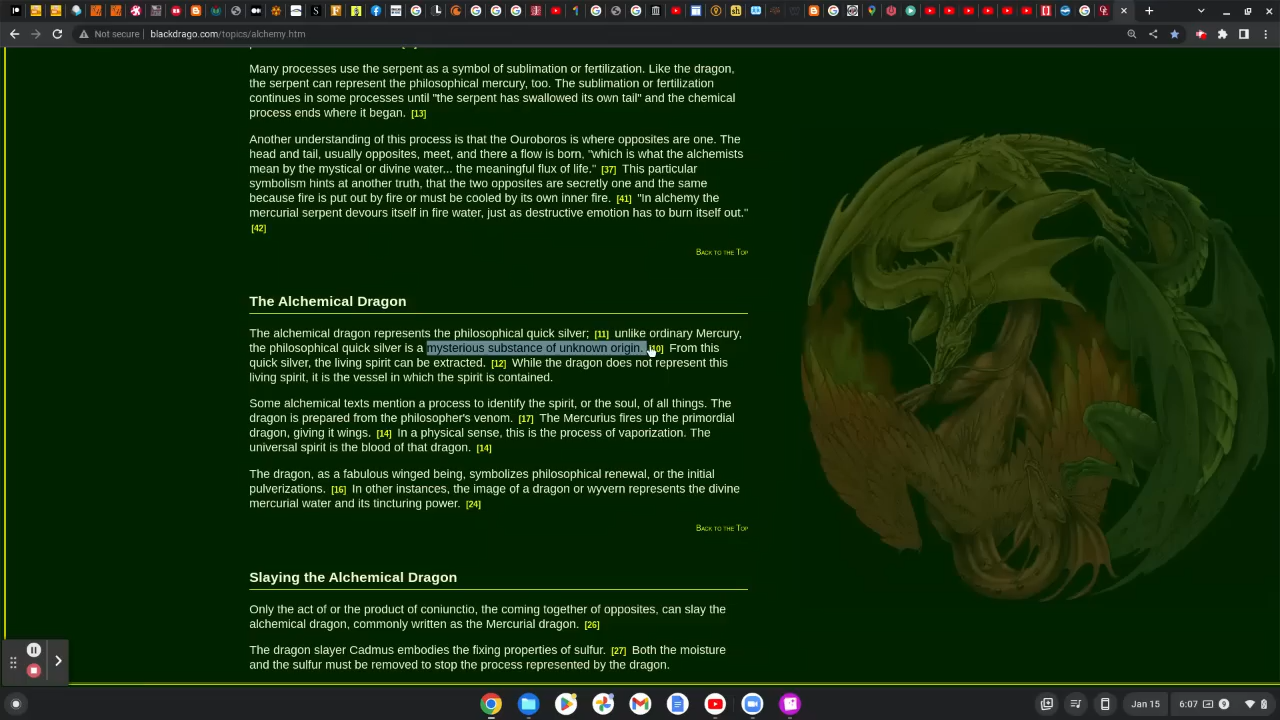 Not secure | blackdrago.com/topics/alchemy.htm
Many processes use the serpent as a symbol of sublimation or fertilization. Like the dragon,
the serpent can represent the philosophical mercury, too. The sublimation or fertilization
continues in some processes until "the serpent has swallowed its own tail" and the chemical
process ends where it began. [13]
Another understanding of this process is that the Ouroboros is where opposites are one. The
head and tail, usually opposites, meet, and there a flow is born, "which is what the alchemists
mean by the mystical or divine water... the meaningful flux of life." [37] This particular
symbolism hints at another truth, that the two opposites are secretly one and the same
because fire is put out by fire or must be cooled by its own inner fire. [41] "In alchemy the
mercurial serpent devours itself in fire water, just as destructive emotion has to burn itself out."
[42]
Back to the Top
The Alchemical Dragon
The alchemical dragon represents the philosophical quick silver; [11] unlike ordinary Mercury,
the philosophical quick silver is a mysterious substance of unknown origin. [10] From this
quick silver, the living spirit can be extracted. [12] While the dragon does not represent this
living spirit, it is the vessel in which the spirit is contained.
Some alchemical texts mention a process to identify the spirit, or the soul, of all things. The
dragon is prepared from the philosopher's venom. [17] The Mercurius fires up the primordial
dragon, giving it wings. [14] In a physical sense, this is the process of vaporization. The
universal spirit is the blood of that dragon. [14]
The dragon, as a fabulous winged being, symbolizes philosophical renewal, or the initial
pulverizations. [16] In other instances, the image of a dragon or wyvern represents the divine
mercurial water and its tincturing power. [24]
Back to the Top
Slaying the Alchemical Dragon
Only the act of or the product of coniunctio, the coming together of opposites, can slay the
alchemical dragon, commonly written as the Mercurial dragon. [26]
The dragon slayer Cadmus embodies the fixing properties of sulfur. [27] Both the moisture
and the sulfur must be removed to stop the process represented by the dragon.
Jan 15
6:07